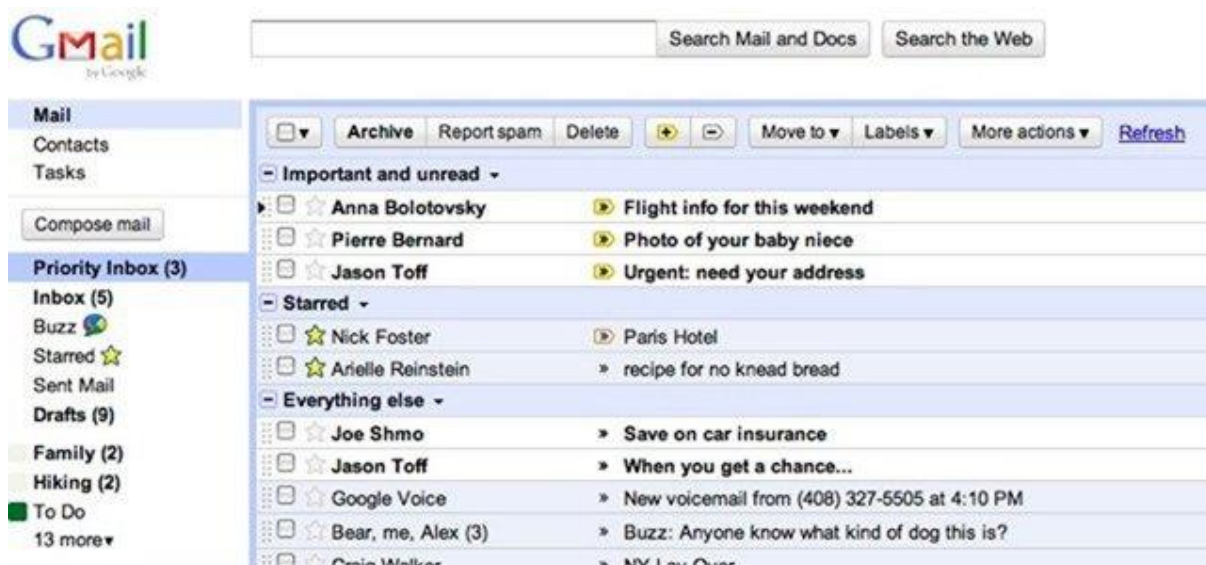 Gmail
by Google
Search Mail and Docs Search the Web
Mail
Contacts
Tasks
Compose mail
Priority Inbox (3)
Inbox (5)
Buzz
Starred
Sent Mail
Drafts (9)
Family (2)
Hiking (2)
To Do
13 more
Archive Report spam Delete Move to Labels More actions Refresh
Important and unread
Anna Bolotovsky » Flight info for this weekend
Pierre Bernard » Photo of your baby niece
Jason Toff » Urgent: need your address
Starred
Nick Foster » Paris Hotel
Arielle Reinstein » recipe for no knead bread
Everything else
Joe Shmo » Save on car insurance
Jason Toff » When you get a chance...
Google Voice » New voicemail from (408) 327-5505 at 4:10 PM
Bear, me, Alex (3) » Buzz: Anyone know what kind of dog this is?
Craig Walker » NY Lay Over